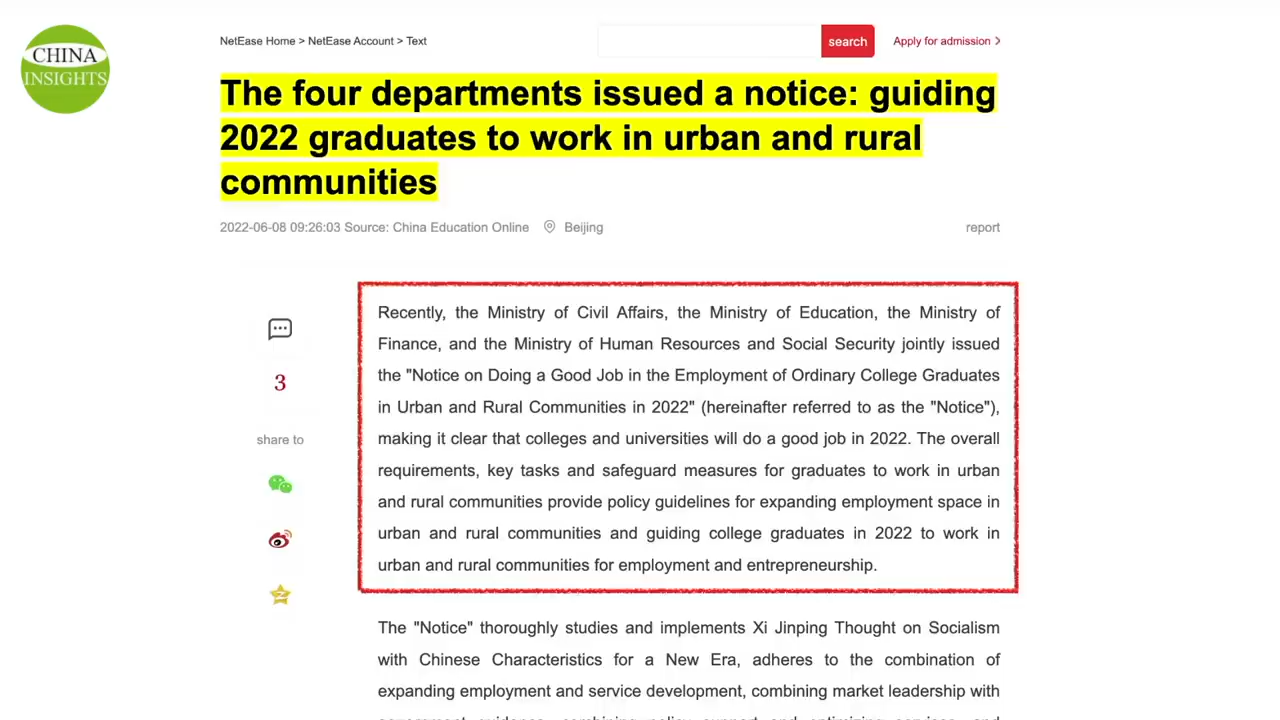 CHINA
INSIGHTS
NetEase Home > NetEase Account > Text
search
Apply for admission >
The four departments issued a notice: guiding
2022 graduates to work in urban and rural
communities
2022-06-08 09:26:03 Source: China Education Online Beijing
report
Recently, the Ministry of Civil Affairs, the Ministry of Education, the Ministry of
Finance, and the Ministry of Human Resources and Social Security jointly issued
the "Notice on Doing a Good Job in the Employment of Ordinary College Graduates
in Urban and Rural Communities in 2022" (hereinafter referred to as the "Notice"),
making it clear that colleges and universities will do a good job in 2022. The overall
requirements, key tasks and safeguard measures for graduates to work in urban
and rural communities provide policy guidelines for expanding employment space in
urban and rural communities and guiding college graduates in 2022 to work in
urban and rural communities for employment and entrepreneurship.
3
share to
The "Notice" thoroughly studies and implements Xi Jinping Thought on Socialism
with Chinese Characteristics for a New Era, adheres to the combination of
expanding employment and service development, combining market leadership with